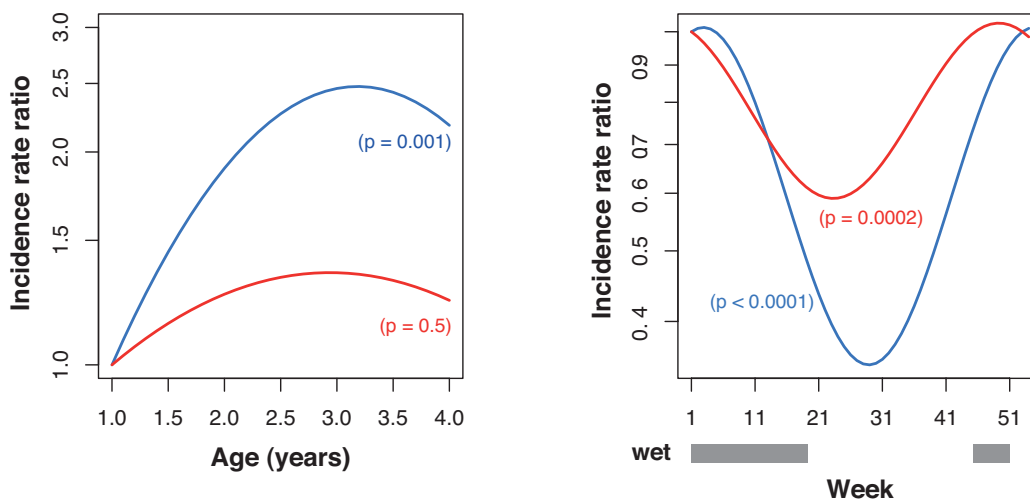 Incidence rate ratio
3.0
2.5
2.0
1.5
1.0
(p = 0.001)
(p = 0.5)
1.0 1.5 2.0 2.5 3.0 3.5 4.0
Age (years)
Incidence rate ratio
0.9
0.7
0.6
0.5
0.4
(p = 0.0002)
(p < 0.0001)
1 11 21 31 41 51
wet
Week